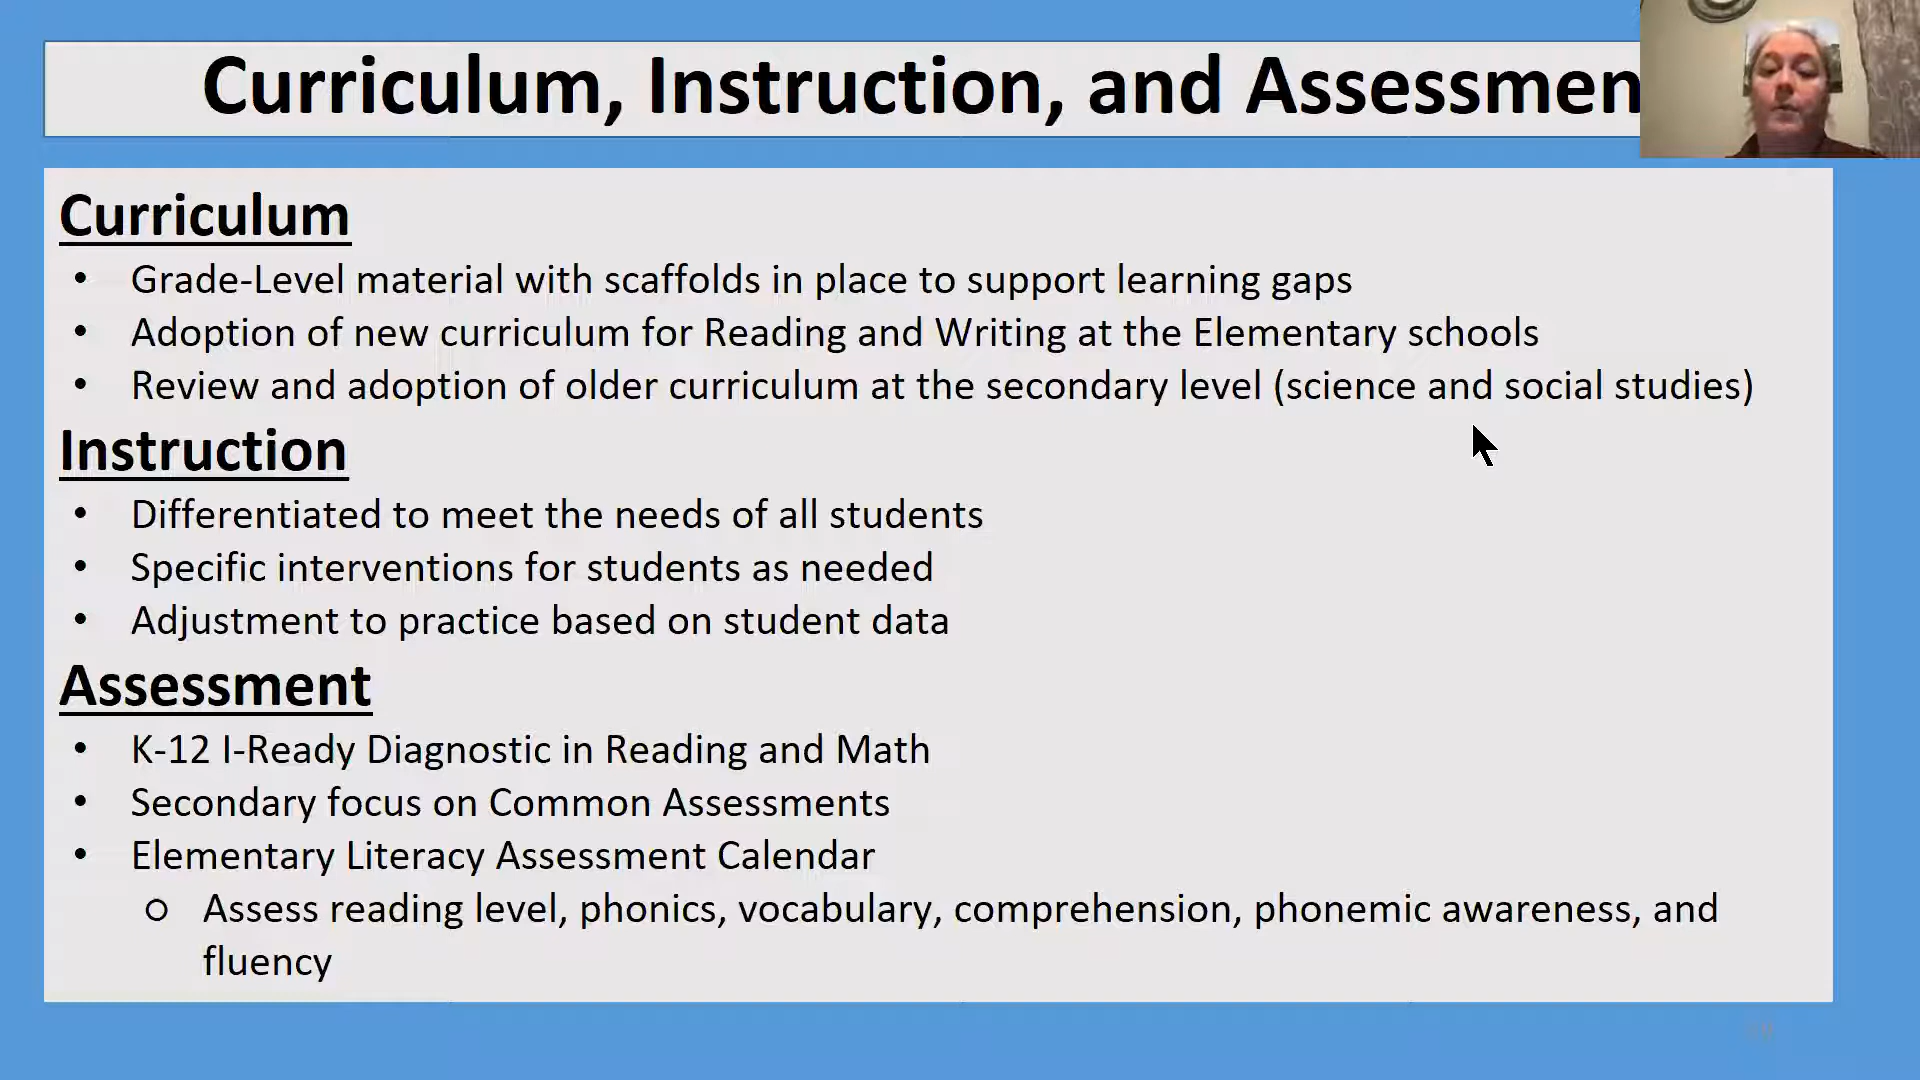 Curriculum, Instruction, and Assessmen
Curriculum
• Grade-Level material with scaffolds in place to support learning gaps
• Adoption of new curriculum for Reading and Writing at the Elementary schools
• Review and adoption of older curriculum at the secondary level (science and social studies)
Instruction
• Differentiated to meet the needs of all students
• Specific interventions for students as needed
• Adjustment to practice based on student data
Assessment
• K-12 I-Ready Diagnostic in Reading and Math
• Secondary focus on Common Assessments
• Elementary Literacy Assessment Calendar
○ Assess reading level, phonics, vocabulary, comprehension, phonemic awareness, and
fluency